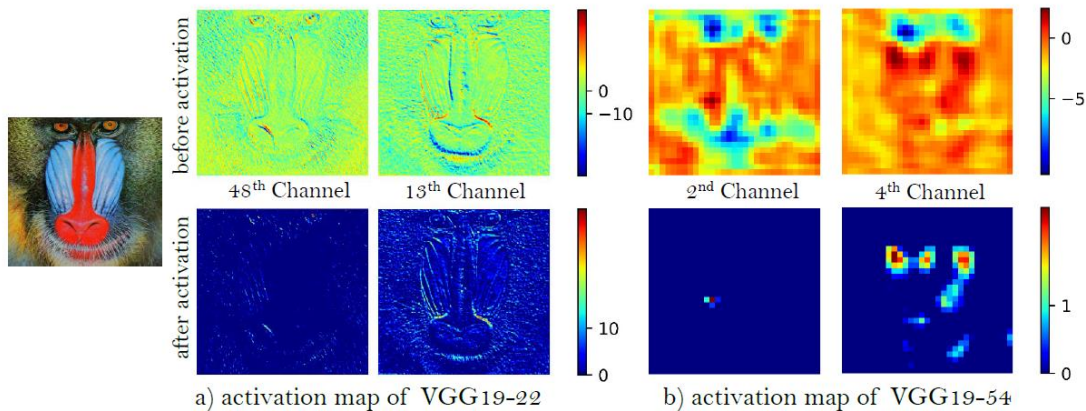 before activation
0
−10
0
−5
48th Channel
13th Channel
2nd Channel
4th Channel
after activation
10
0
1
0
a) activation map of VGG19-22
b) activation map of VGG19-54